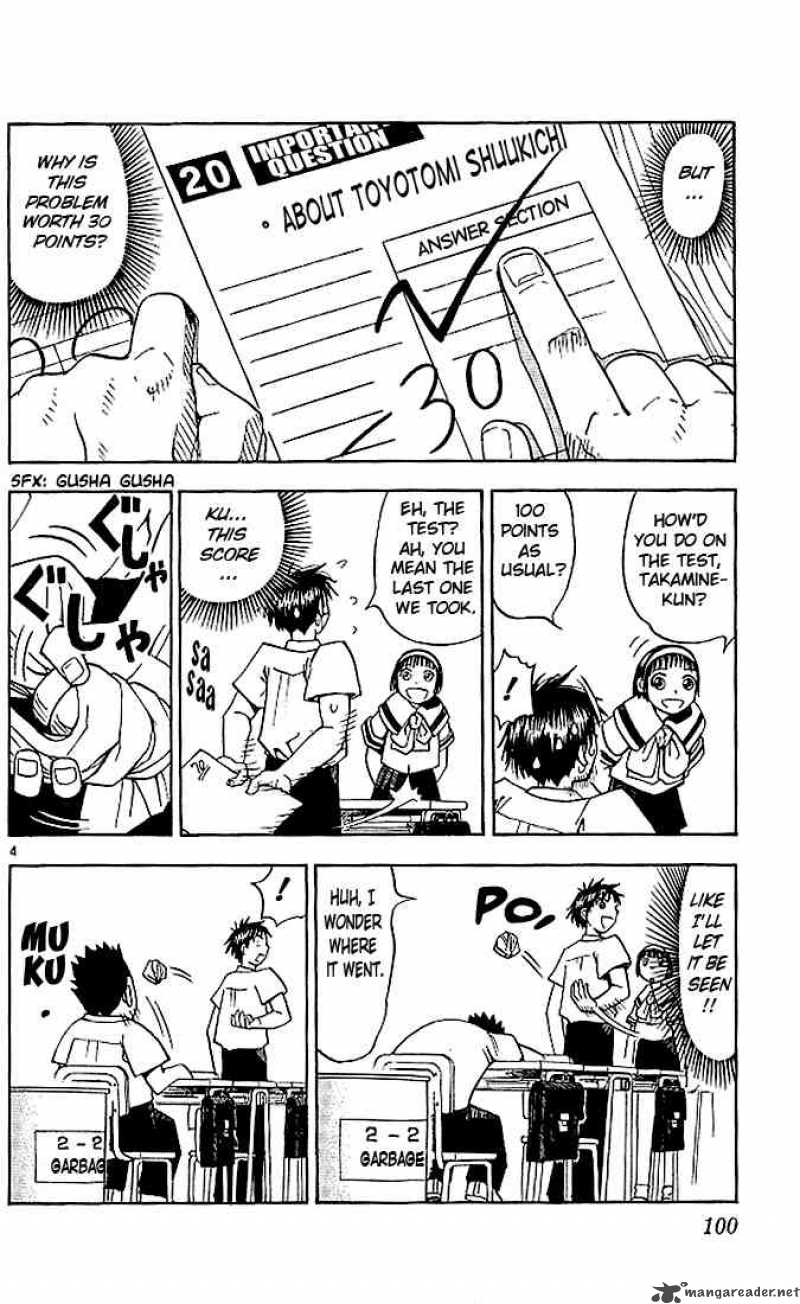 BUT
...
20
IMPORTANT
QUESTION
• ABOUT TOYOTOMI SHUUKICHI
ANSWER SECTION
30
WHY IS
THIS
PROBLEM
WORTH 30
POINTS?
HOW'D
YOU DO ON
THE TEST,
TAKAMINE-
KUN?
100
POINTS
AS
USUAL?
!
EH, THE
TEST?
AH, YOU
MEAN THE
LAST ONE
WE TOOK.
KU...
THIS
SCORE
...
SA
SAA
SFX: GUSHA GUSHA
ぐしゃ
ぐしゃ
4
LIKE
I'LL
LET
IT BE
SEEN
!!
PO,
HUH, I
WONDER
WHERE
IT WENT.
2 - 2
GARBAGE
!
MU
KU
.
2 - 2
GARBAG
100
mangareader.net